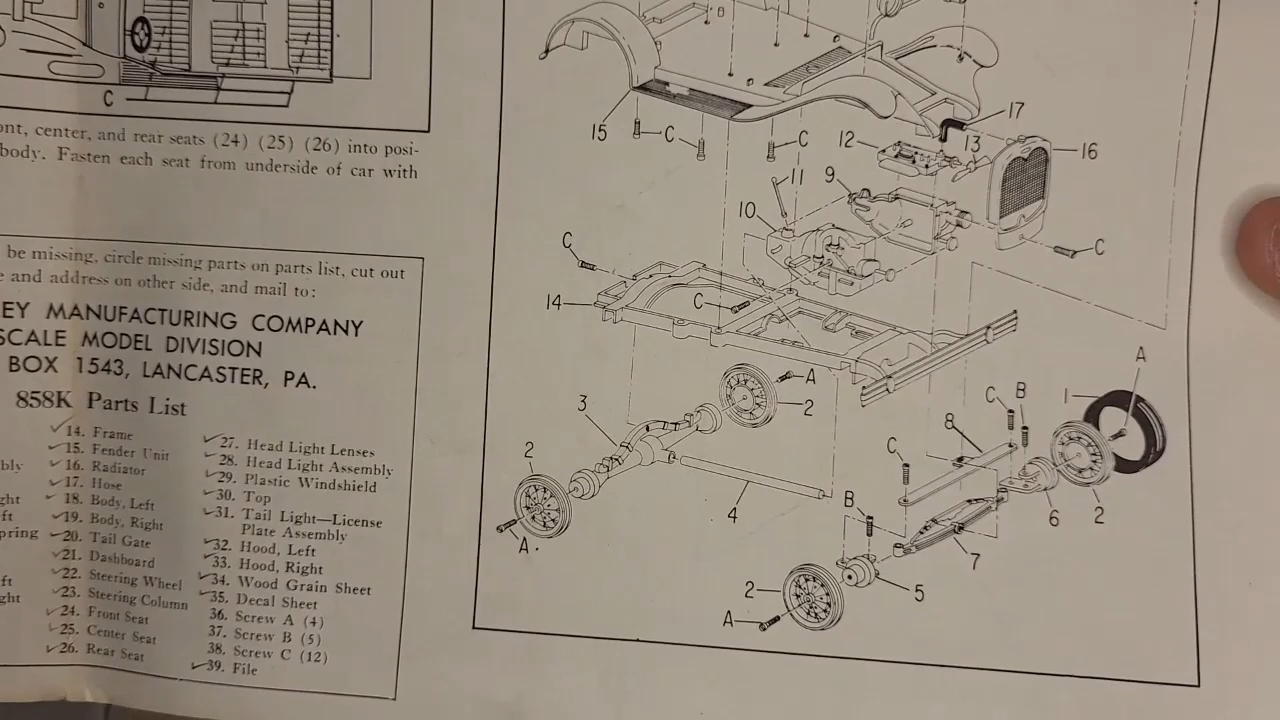 C
ont, center, and rear seats (24) (25) (26) into posi-
body. Fasten each seat from underside of car with
be missing, circle missing parts on parts list, cut out
e and address on other side, and mail to:
EY MANUFACTURING COMPANY
SCALE MODEL DIVISION
BOX 1543, LANCASTER, PA.
858K Parts List
bly
ght
ft
pring
ft
ght
14. Frame
15. Fender Unit
16. Radiator
17. Hose
18. Body, Left
19. Body, Right
20. Tail Gate
21. Dashboard
22. Steering Wheel
23. Steering Column
24. Front Seat
25. Center Seat
26. Rear Seat
27. Head Light Lenses
28. Head Light Assembly
29. Plastic Windshield
30. Top
31. Tail Light—License
Plate Assembly
32. Hood, Left
33. Hood, Right
34. Wood Grain Sheet
35. Decal Sheet
36. Screw A (4)
37. Screw B (5)
38. Screw C (12)
39. File
17
15
C
C
12
13
16
11
9
10
C
C
14
C
A
A
3
2
1
C
B
8
2
C
B
4
6
2
7
A.
2
5
A